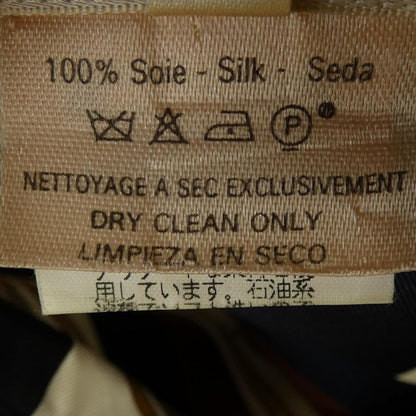 100% Soie - Silk - Seda
P
NETTOYAGE A SEC EXCLUSIVEMENT
DRY CLEAN ONLY
LIMPIEZA EN SECO
用しています。石油系